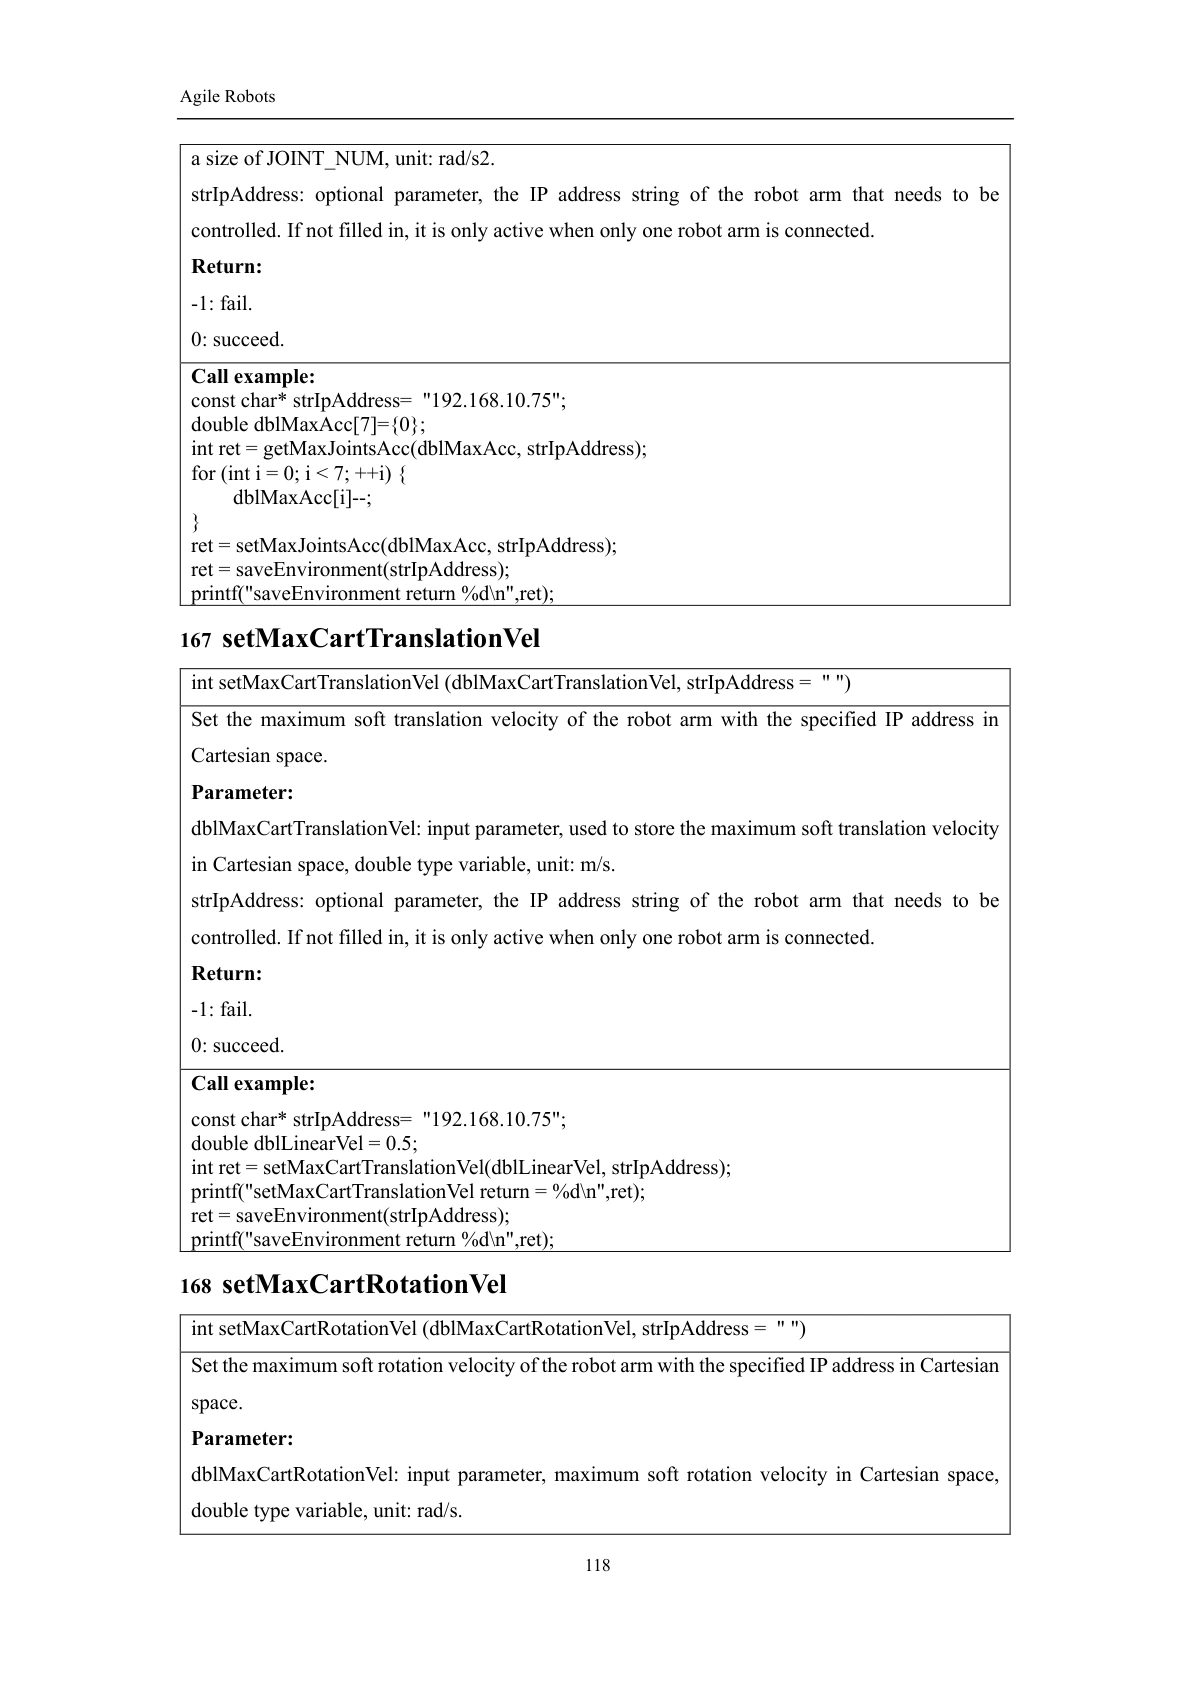 Agile Robots
a size of JOINT_NUM, unit: rad/s2.
strIpAddress: optional parameter, the IP address string of the robot arm that needs to be
controlled. If not filled in, it is only active when only one robot arm is connected.
Return:
-1: fail.
0: succeed.
Call example:
const char* strIpAddress=  "192.168.10.75";
double dblMaxAcc[7]={0};
int ret = getMaxJointsAcc(dblMaxAcc, strIpAddress);
for (int i = 0; i < 7; ++i) {
dblMaxAcc[i]--;
}
ret = setMaxJointsAcc(dblMaxAcc, strIpAddress);
ret = saveEnvironment(strIpAddress);
printf("saveEnvironment return %d\n",ret);
167 setMaxCartTranslationVel
int setMaxCartTranslationVel (dblMaxCartTranslationVel, strIpAddress =  " ")
Set the maximum soft translation velocity of the robot arm with the specified IP address in
Cartesian space.
Parameter:
dblMaxCartTranslationVel: input parameter, used to store the maximum soft translation velocity
in Cartesian space, double type variable, unit: m/s.
strIpAddress: optional parameter, the IP address string of the robot arm that needs to be
controlled. If not filled in, it is only active when only one robot arm is connected.
Return:
-1: fail.
0: succeed.
Call example:
const char* strIpAddress=  "192.168.10.75";
double dblLinearVel = 0.5;
int ret = setMaxCartTranslationVel(dblLinearVel, strIpAddress);
printf("setMaxCartTranslationVel return = %d\n",ret);
ret = saveEnvironment(strIpAddress);
printf("saveEnvironment return %d\n",ret);
168 setMaxCartRotationVel
int setMaxCartRotationVel (dblMaxCartRotationVel, strIpAddress =  " ")
Set the maximum soft rotation velocity of the robot arm with the specified IP address in Cartesian
space.
Parameter:
dblMaxCartRotationVel: input parameter, maximum soft rotation velocity in Cartesian space,
double type variable, unit: rad/s.
118